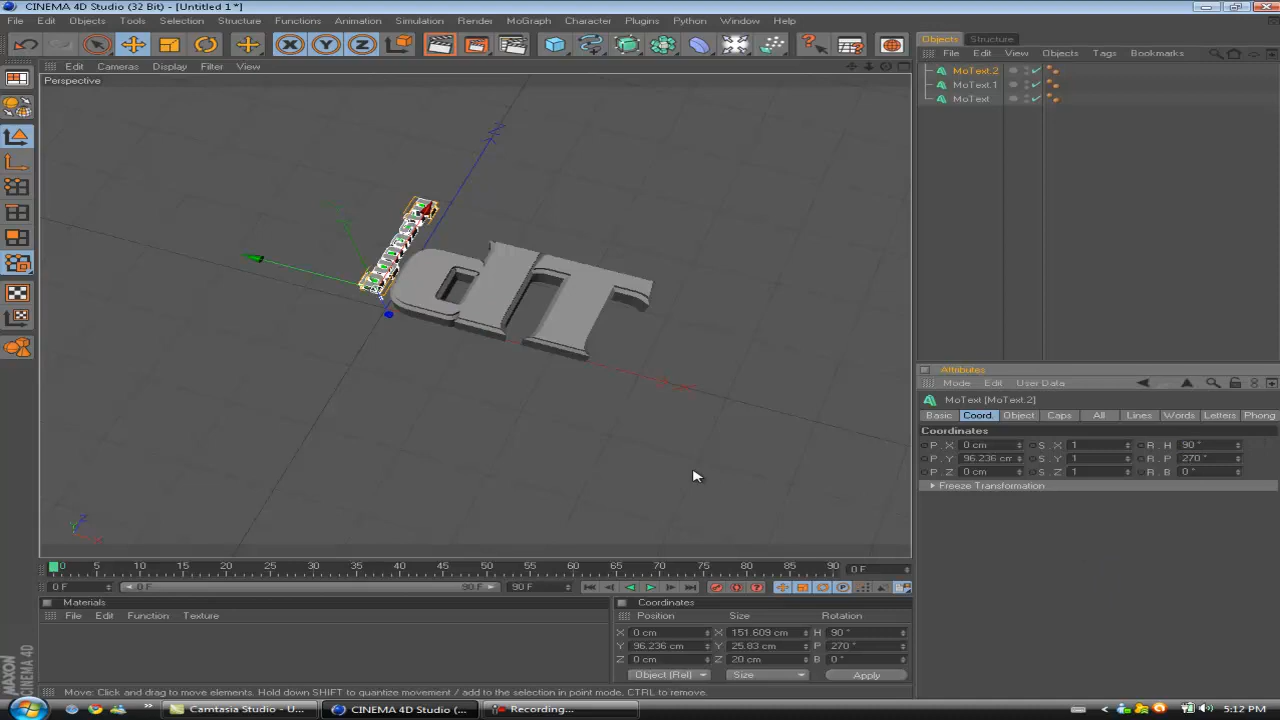 CINEMA 4D Studio (32 Bit) - [Untitled 1 *]
File Edit Objects Tools Selection Structure Functions Animation Simulation Render MoGraph Character Plugins Python Window Help
Objects Structure
File Edit View Objects Tags Bookmarks
Edit Cameras Display Filter View
Perspective
MoText.2
MoText.1
MoText
Z
X
Y Z X
Attributes
Mode Edit User Data
MoText [MoText.2]
Basic Coord. Object Caps All Lines Words Letters Phong
Coordinates
P . X 0 cm S . X 1 R . H 90 °
P . Y 96.236 cm S . Y 1 R . P 270 °
P . Z 0 cm S . Z 1 R . B 0 °
Freeze Transformation
0 5 10 15 20 25 30 35 40 45 50 55 60 65 70 75 80 85 90 0 F
0 F 0 F 90 F 90 F
Materials
File Edit Function Texture
Coordinates
Position Size Rotation
X 0 cm X 151.609 cm H 90 °
Y 96.236 cm Y 25.83 cm P 270 °
Z 0 cm Z 20 cm B 0 °
Object (Rel) Size Apply
MAXON CINEMA 4D
Move: Click and drag to move elements. Hold down SHIFT to quantize movement / add to the selection in point mode, CTRL to remove.
Camtasia Studio - U... CINEMA 4D Studio (... Recording... 5:12 PM